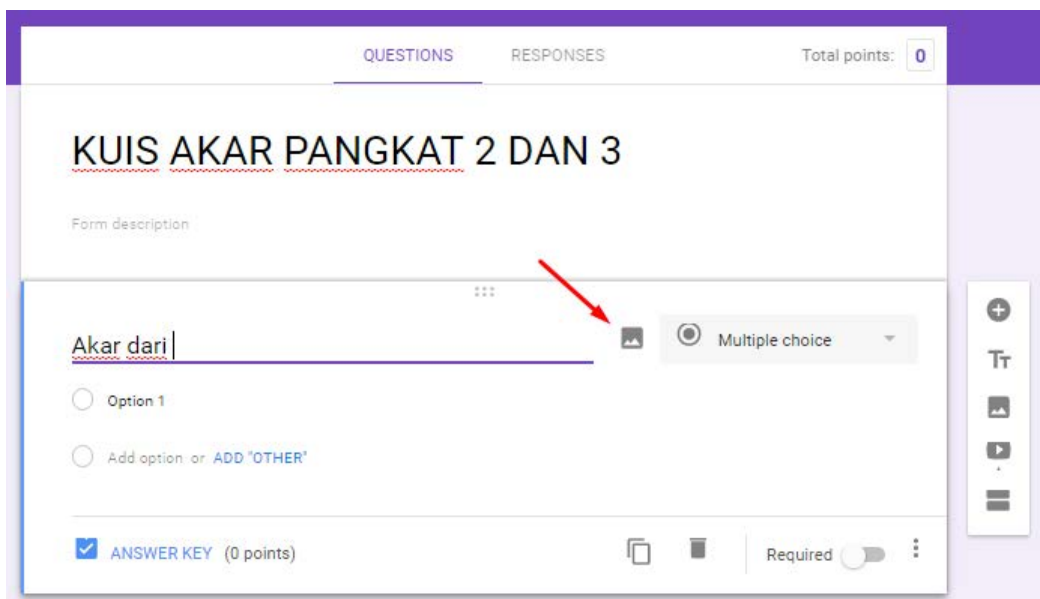 QUESTIONS RESPONSES Total points: 0
KUIS AKAR PANGKAT 2 DAN 3
Form description
Akar dari
Multiple choice
Option 1
Add option or ADD "OTHER"
ANSWER KEY (0 points)
Required
Tт